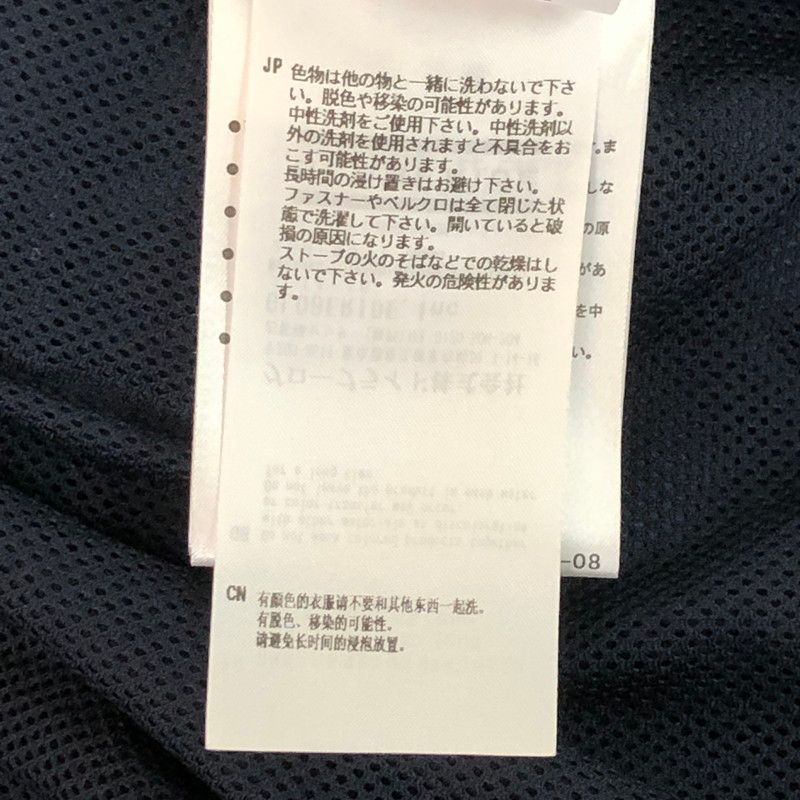 JP 色物は他の物と一緒に洗わないで下さ
い。脱色や移染の可能性があります。
中性洗剤をご使用下さい。中性洗剤以
外の洗剤を使用されますと不具合をお
こす可能性があります。
長時間の浸け置きはお避け下さい。
ファスナーやベルクロは全て閉じた状
態で洗濯して下さい。開いていると破
損の原因になります。
ストーブの火のそばなどでの乾燥はし
ないで下さい。発火の危険性がありま
す。
ま
しな
の原
があ
を中
い。
-08
CN 有颜色的衣服请不要和其他东西一起洗。
有脱色、移染的可能性。
请避免长时间的浸泡放置。